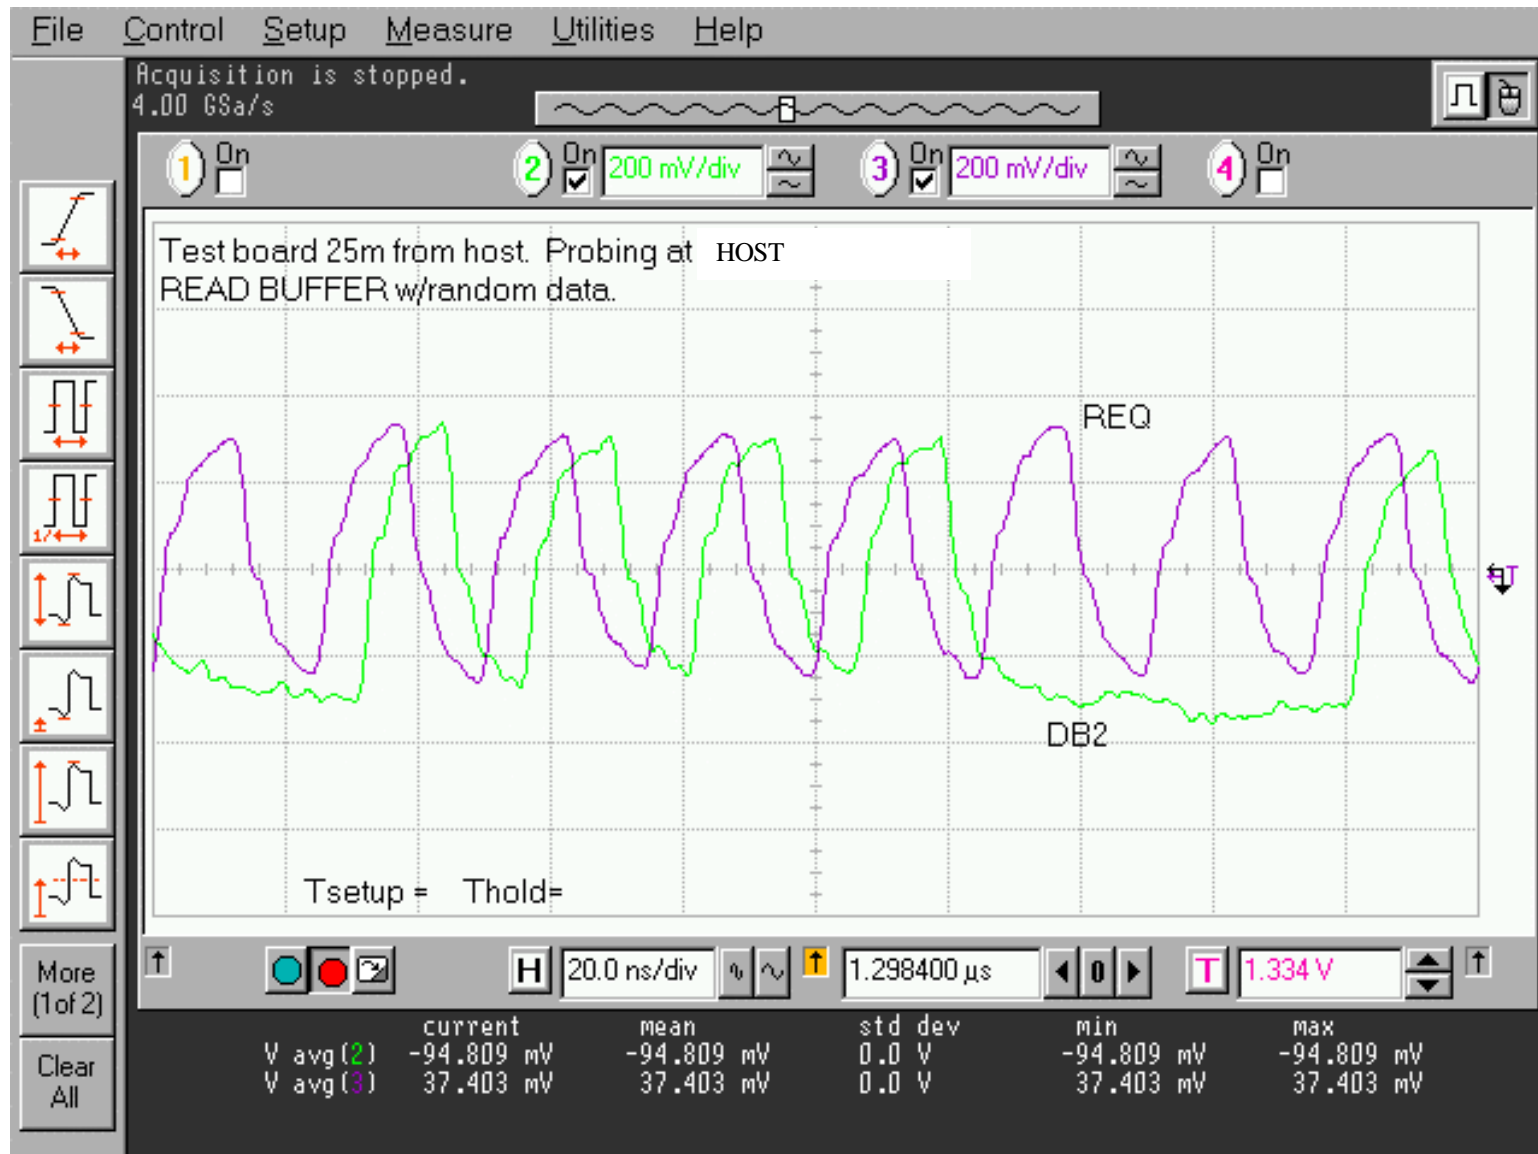 File Control Setup Measure Utilities Help
Acquisition is stopped.
4.00 GSa/s
1 On 2 On 200 mV/div 3 On 200 mV/div 4 On
Test board 25m from host. Probing at HOST
READ BUFFER w/random data.
REQ
DB2
Tsetup = Thold=
T
1/
More
(1of 2)
Clear
All
H 20.0 ns/div 1.298400 µs 0 T 1.334 V
current mean std dev min max
V avg(2) -94.809 mV -94.809 mV 0.0 V -94.809 mV -94.809 mV
V avg(3) 37.403 mV 37.403 mV 0.0 V 37.403 mV 37.403 mV